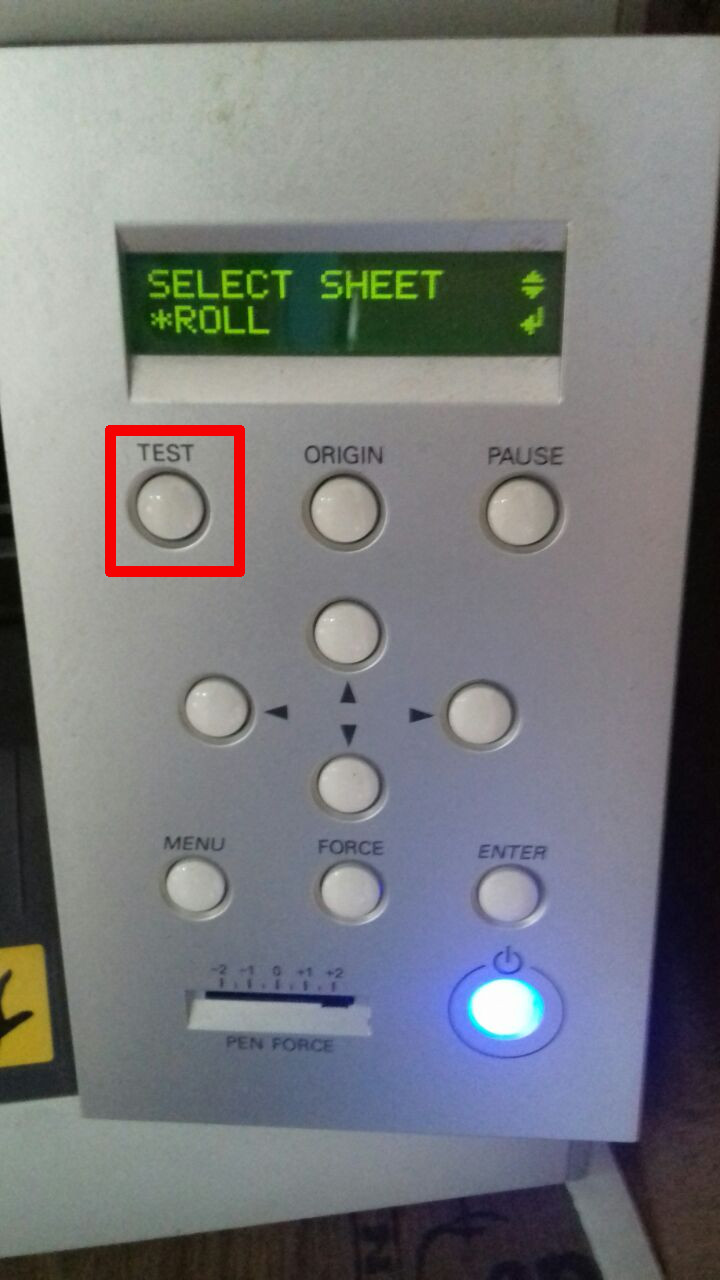 SELECT SHEET
*ROLL
TEST ORIGIN PAUSE
MENU FORCE ENTER
-2 -1 0 +1 +2
PEN FORCE